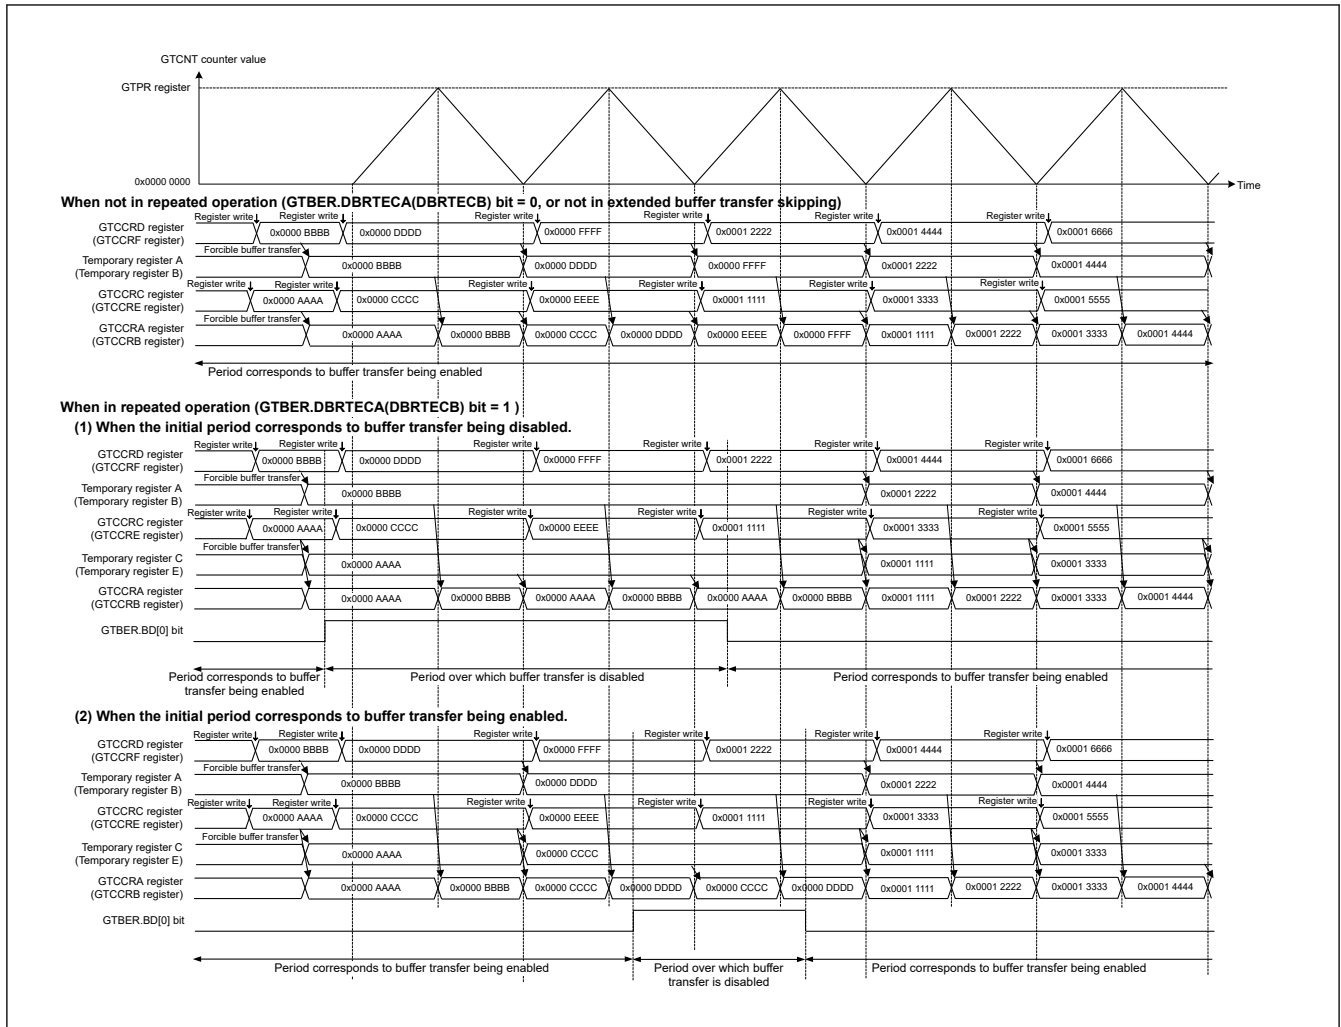 GTCNT counter value
GTPR register
0x0000 0000
Time
When not in repeated operation (GTBER.DBRTECA(DBRTECB) bit = 0, or not in extended buffer transfer skipping)
Register write Register write Register write Register write Register write Register write
GTCCRD register
(GTCCRF register)
0x0000 BBBB 0x0000 DDDD 0x0000 FFFF 0x0001 2222 0x0001 4444 0x0001 6666
Forcible buffer transfer
Temporary register A
(Temporary register B)
0x0000 BBBB 0x0000 DDDD 0x0000 FFFF 0x0001 2222 0x0001 4444
Register write Register write Register write Register write Register write Register write
GTCCRC register
(GTCCRE register)
0x0000 AAAA 0x0000 CCCC 0x0000 EEEE 0x0001 1111 0x0001 3333 0x0001 5555
Forcible buffer transfer
GTCCRA register
(GTCCRB register)
0x0000 AAAA 0x0000 BBBB 0x0000 CCCC 0x0000 DDDD 0x0000 EEEE 0x0000 FFFF 0x0001 1111 0x0001 2222 0x0001 3333 0x0001 4444
Period corresponds to buffer transfer being enabled
When in repeated operation (GTBER.DBRTECA(DBRTECB) bit = 1 )
(1) When the initial period corresponds to buffer transfer being disabled.
Register write Register write Register write Register write Register write Register write
GTCCRD register
(GTCCRF register)
0x0000 BBBB 0x0000 DDDD 0x0000 FFFF 0x0001 2222 0x0001 4444 0x0001 6666
Forcible buffer transfer
Temporary register A
(Temporary register B)
0x0000 BBBB 0x0001 2222 0x0001 4444
Register write Register write Register write Register write Register write Register write
GTCCRC register
(GTCCRE register)
0x0000 AAAA 0x0000 CCCC 0x0000 EEEE 0x0001 1111 0x0001 3333 0x0001 5555
Forcible buffer transfer
Temporary register C
(Temporary register E)
0x0000 AAAA 0x0001 1111 0x0001 3333
GTCCRA register
(GTCCRB register)
0x0000 AAAA 0x0000 BBBB 0x0000 AAAA 0x0000 BBBB 0x0000 AAAA 0x0000 BBBB 0x0001 1111 0x0001 2222 0x0001 3333 0x0001 4444
GTBER.BD[0] bit
Period corresponds to buffer
transfer being enabled
Period over which buffer transfer is disabled
Period corresponds to buffer transfer being enabled
(2) When the initial period corresponds to buffer transfer being enabled.
Register write Register write Register write Register write Register write Register write
GTCCRD register
(GTCCRF register)
0x0000 BBBB 0x0000 DDDD 0x0000 FFFF 0x0001 2222 0x0001 4444 0x0001 6666
Forcible buffer transfer
Temporary register A
(Temporary register B)
0x0000 BBBB 0x0000 DDDD 0x0001 2222 0x0001 4444
Register write Register write Register write Register write Register write Register write
GTCCRC register
(GTCCRE register)
0x0000 AAAA 0x0000 CCCC 0x0000 EEEE 0x0001 1111 0x0001 3333 0x0001 5555
Forcible buffer transfer
Temporary register C
(Temporary register E)
0x0000 AAAA 0x0000 CCCC 0x0001 1111 0x0001 3333
GTCCRA register
(GTCCRB register)
0x0000 AAAA 0x0000 BBBB 0x0000 CCCC 0x0000 DDDD 0x0000 CCCC 0x0000 DDDD 0x0001 1111 0x0001 2222 0x0001 3333 0x0001 4444
GTBER.BD[0] bit
Period corresponds to buffer transfer being enabled
Period over which buffer
transfer is disabled
Period corresponds to buffer transfer being enabled